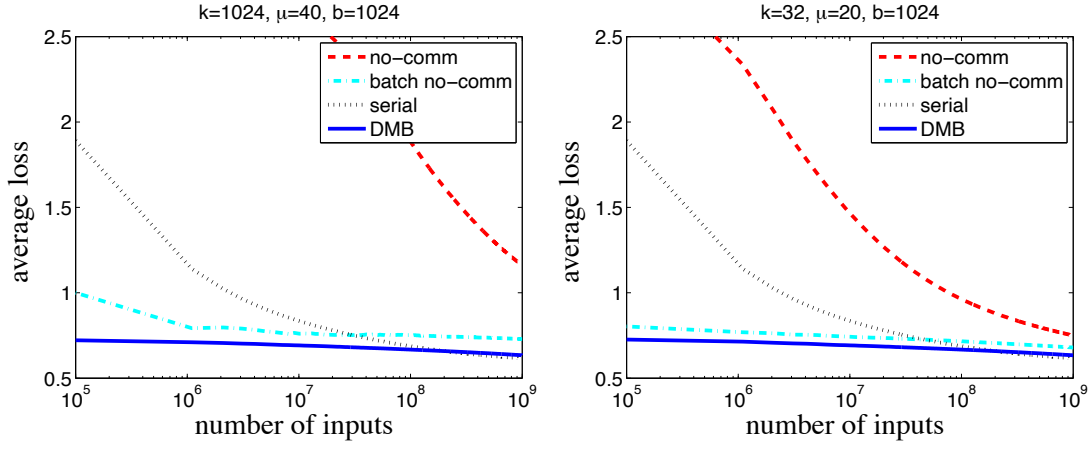 k=1024, μ=40, b=1024
average loss
2.5
2
1.5
1
0.5
10^5
10^6
10^7
10^8
10^9
number of inputs
no−comm
batch no−comm
serial
DMB
k=32, μ=20, b=1024
average loss
2.5
2
1.5
1
0.5
10^5
10^6
10^7
10^8
10^9
number of inputs
no−comm
batch no−comm
serial
DMB